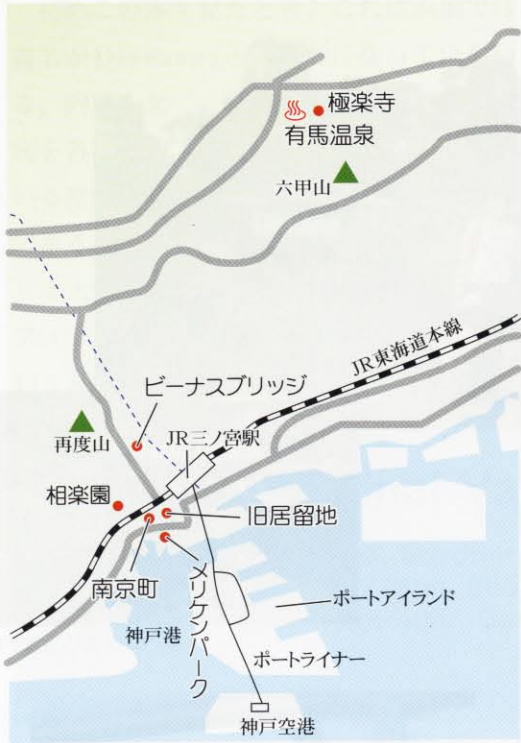 極楽寺
有馬温泉
六甲山
JR東海道本線
ビーナスブリッジ
再度山
JR三ノ宮駅
相楽園
旧居留地
南京町
メリケンパーク
神戸港
ポートアイランド
ポートライナー
神戸空港